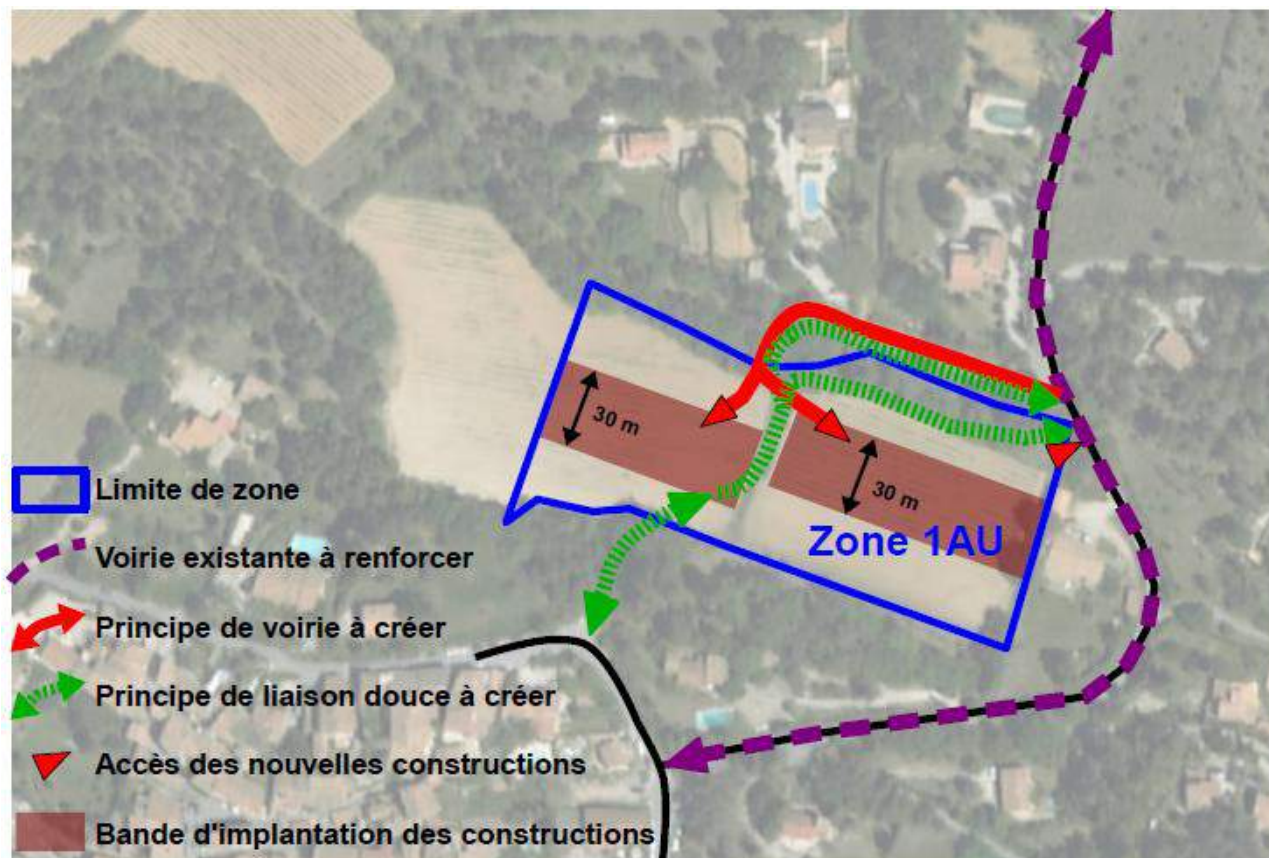 30 m
30 m
Zone 1AU
Limite de zone
Voirie existante à renforcer
Principe de voirie à créer
Principe de liaison douce à créer
Accès des nouvelles constructions
Bande d'implantation des constructions